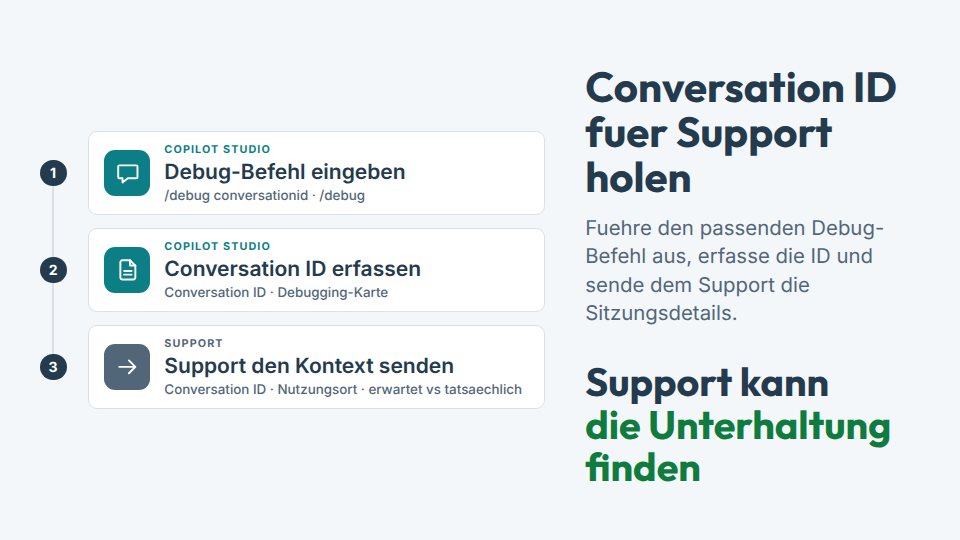 1
COPILOT STUDIO
Debug-Befehl eingeben
/debug conversationid · /debug
2
COPILOT STUDIO
Conversation ID erfassen
Conversation ID · Debugging-Karte
3
SUPPORT
Support den Kontext senden
Conversation ID · Nutzungsort · erwartet vs tatsaechlich
Conversation ID
fuer Support
holen
Fuehre den passenden Debug-
Befehl aus, erfasse die ID und
sende dem Support die
Sitzungsdetails.
Support kann
die Unterhaltung
finden